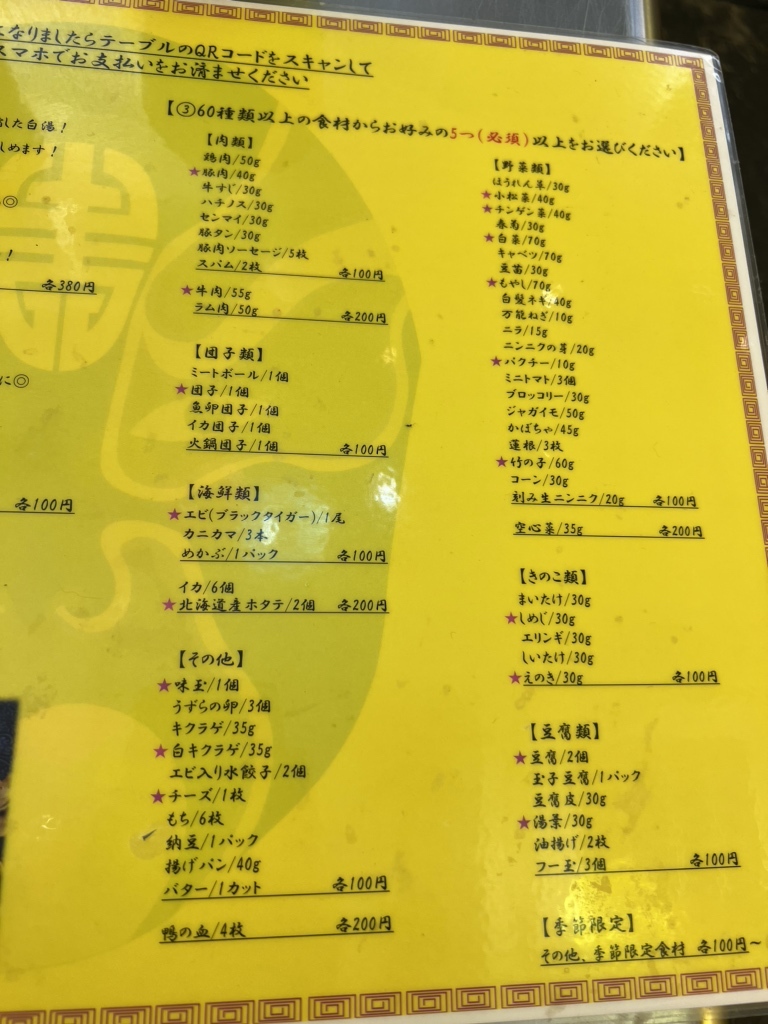 になりましたらテーブルのQRコードをスキャンして
スマホでお支払いをお済ませください
した白湯!
しめます!
◎
!
各380円
に◎
各100円
【③60種類以上の食材からお好みの5つ(必須)以上をお選びください】
【肉類】
鶏肉/50g
★豚肉/40g
牛すじ/30g
ハチノス/30g
センマイ/30g
豚タン/30g
豚肉ソーセージ/5枚
スパム/2枚 各100円
★牛肉/55g
ラム肉/50g 各200円
【団子類】
ミートボール/1個
★団子/1個
魚卵団子/1個
イカ団子/1個
火鍋団子/1個 各100円
【海鮮類】
★エビ(ブラックタイガー)/1尾
カニカマ/3本
めかぶ/1パック 各100円
イカ/6個
★北海道産ホタテ/2個 各200円
【その他】
★味玉/1個
うずらの卵/3個
キクラゲ/35g
★白キクラゲ/35g
エビ入り水餃子/2個
★チーズ/1枚
もち/6枚
納豆/1パック
揚げパン/40g
バター/1カット 各100円
鴨の血/4枚 各200円
【野菜類】
ほうれん草/30g
★小松菜/40g
★チンゲン菜/40g
春菊/30g
★白菜/70g
キャベツ/70g
豆苗/30g
★もやし/70g
白髪ネギ/40g
万能ねぎ/10g
ニラ/15g
ニンニクの芽/20g
★パクチー/10g
ミニトマト/3個
ブロッコリー/30g
ジャガイモ/50g
かぼちゃ/45g
蓮根/3枚
★竹の子/60g
コーン/30g
刻み生ニンニク/20g 各100円
空心菜/35g 各200円
【きのこ類】
まいたけ/30g
★しめじ/30g
エリンギ/30g
しいたけ/30g
★えのき/30g 各100円
【豆腐類】
★豆腐/2個
玉子豆腐/1パック
豆腐皮/30g
★湯葉/30g
油揚げ/2枚
フー玉/3個 各100円
【季節限定】
その他、季節限定食材 各100円〜